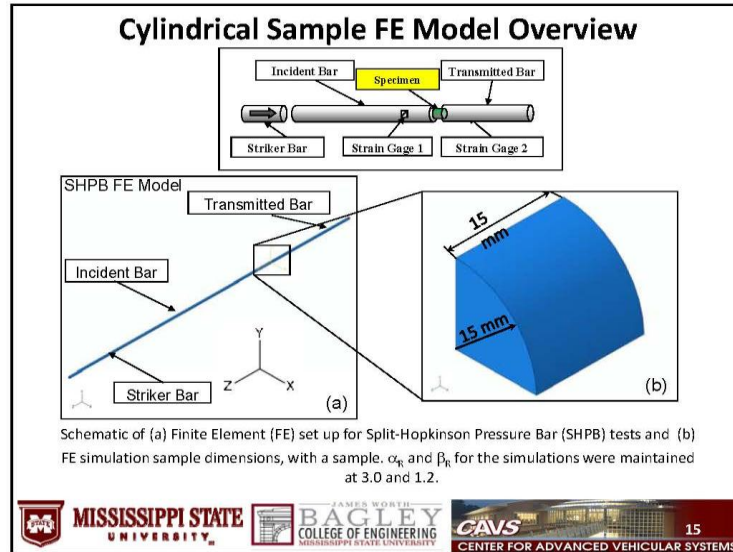 Cylindrical Sample FE Model Overview
Incident Bar
Specimen
Transmitted Bar
Striker Bar
Strain Gage 1
Strain Gage 2
SHPB FE Model
Transmitted Bar
Incident Bar
Striker Bar
Y
Z
X
(a)
15
mm
15 mm
(b)
Schematic of (a) Finite Element (FE) set up for Split-Hopkinson Pressure Bar (SHPB) tests and (b)
FE simulation sample dimensions, with a sample. αR and βR for the simulations were maintained
at 3.0 and 1.2.
MISSISSIPPI STATE
UNIVERSITY™
JAMES WORTH
BAGLEY
COLLEGE OF ENGINEERING
MISSISSIPPI STATE UNIVERSITY
CAVS
15
CENTER FOR ADVANCED VEHICULAR SYSTEMS